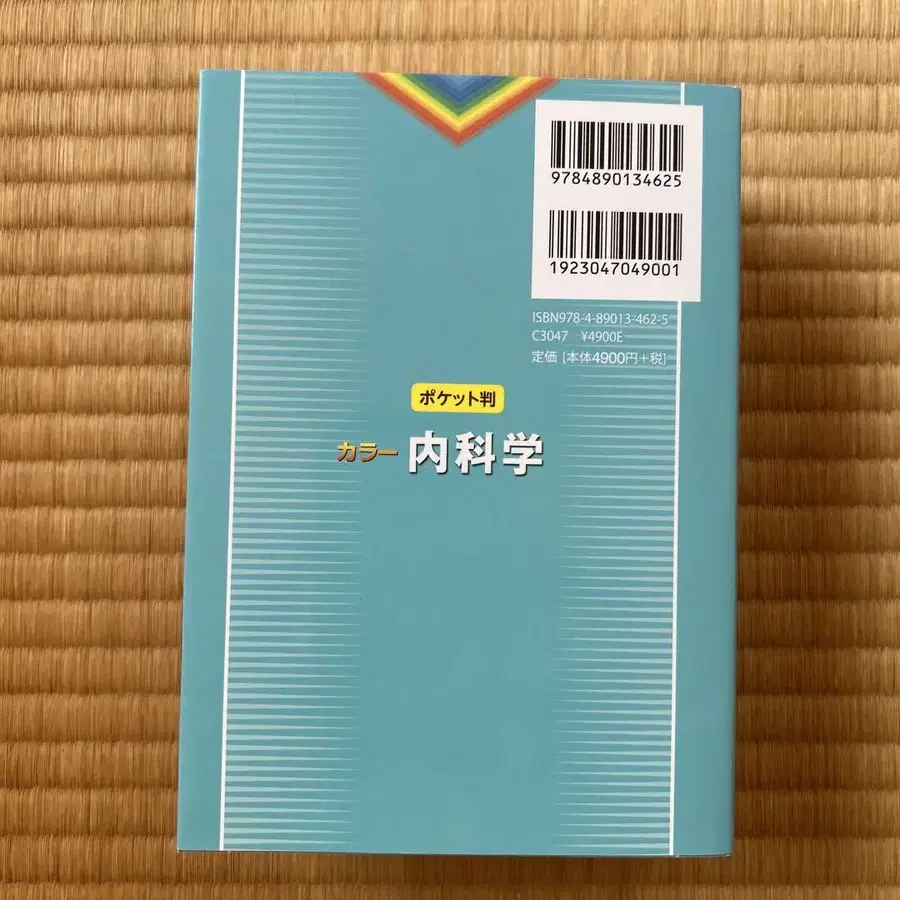 9784890134625
1923047049001
ISBN978-4-89013-462-5
C3047 ¥4900E
定価 [本体4900円+税]
ポケット判
カラー 内科学